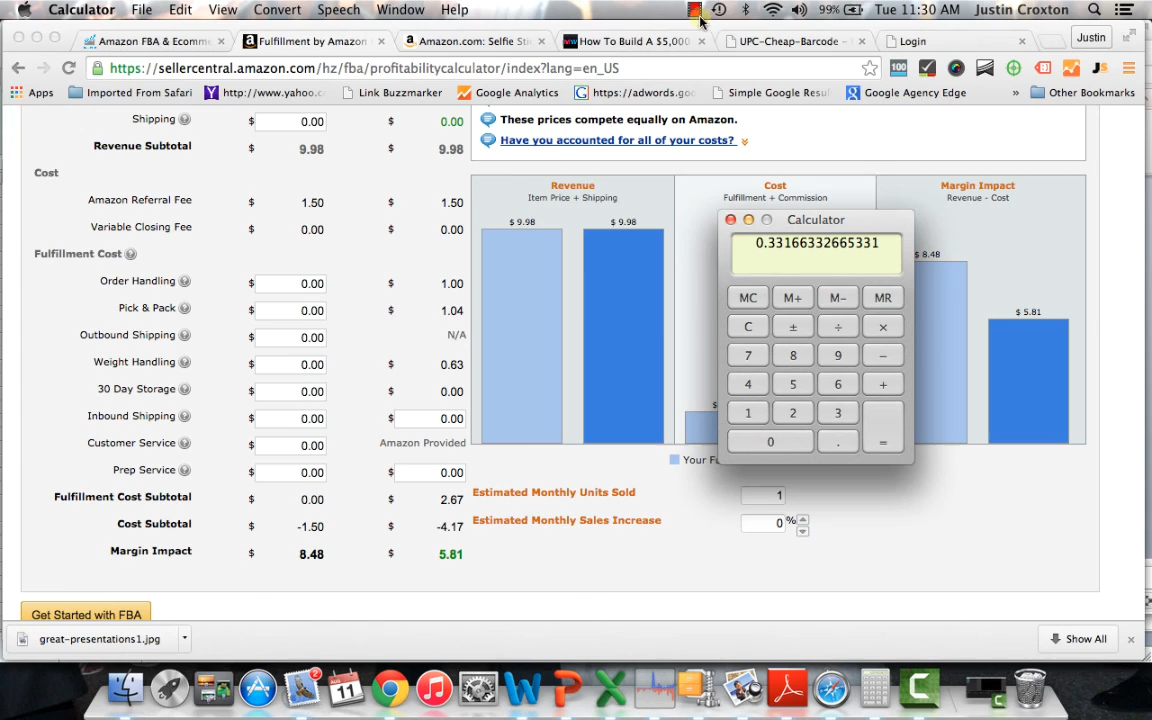 Calculator File Edit View Convert Speech Window Help 99% Tue 11:30 AM Justin Croxton
Amazon FBA & Ecomme Fulfillment by Amazon Amazon.com: Selfie Sti How To Build A $5,000 UPC-Cheap-Barcode - Login Justin
https://sellercentral.amazon.com/hz/fba/profitabilitycalculator/index?lang=en_US
Apps Imported From Safari http://www.yahoo.c Link Buzzmarker Google Analytics https://adwords.goo Simple Google Resul Google Agency Edge » Other Bookmarks
Shipping $ 0.00 $ 0.00
Revenue Subtotal $ 9.98 $ 9.98
Cost
Amazon Referral Fee 1.50 1.50
Variable Closing Fee $ 0.00 $ 0.00
Fulfillment Cost
Order Handling $ 0.00 $ 1.00
Pick & Pack $ 0.00 $ 1.04
Outbound Shipping $ 0.00 N/A
Weight Handling $ 0.00 $ 0.63
30 Day Storage $ 0.00 $ 0.00
Inbound Shipping $ 0.00 $ 0.00
Customer Service $ 0.00 Amazon Provided
Prep Service $ 0.00 $ 0.00
Fulfillment Cost Subtotal $ 0.00 $ 2.67
Cost Subtotal $ -1.50 $ -4.17
Margin Impact $ 8.48 $ 5.81
Get Started with FBA
These prices compete equally on Amazon.
Have you accounted for all of your costs?
Revenue
Item Price + Shipping
$ 9.98 $ 9.98
Cost
Fulfillment + Commission
Margin Impact
Revenue - Cost
$ 8.48
$ 5.81
Your Fu
Estimated Monthly Units Sold 1
Estimated Monthly Sales Increase 0 %
Calculator
0.33166332665331
MC M+ M- MR
C ± ÷ ×
7 8 9 −
4 5 6 +
1 2 3
0 . =
great-presentations1.jpg Show All
2
AUG
11